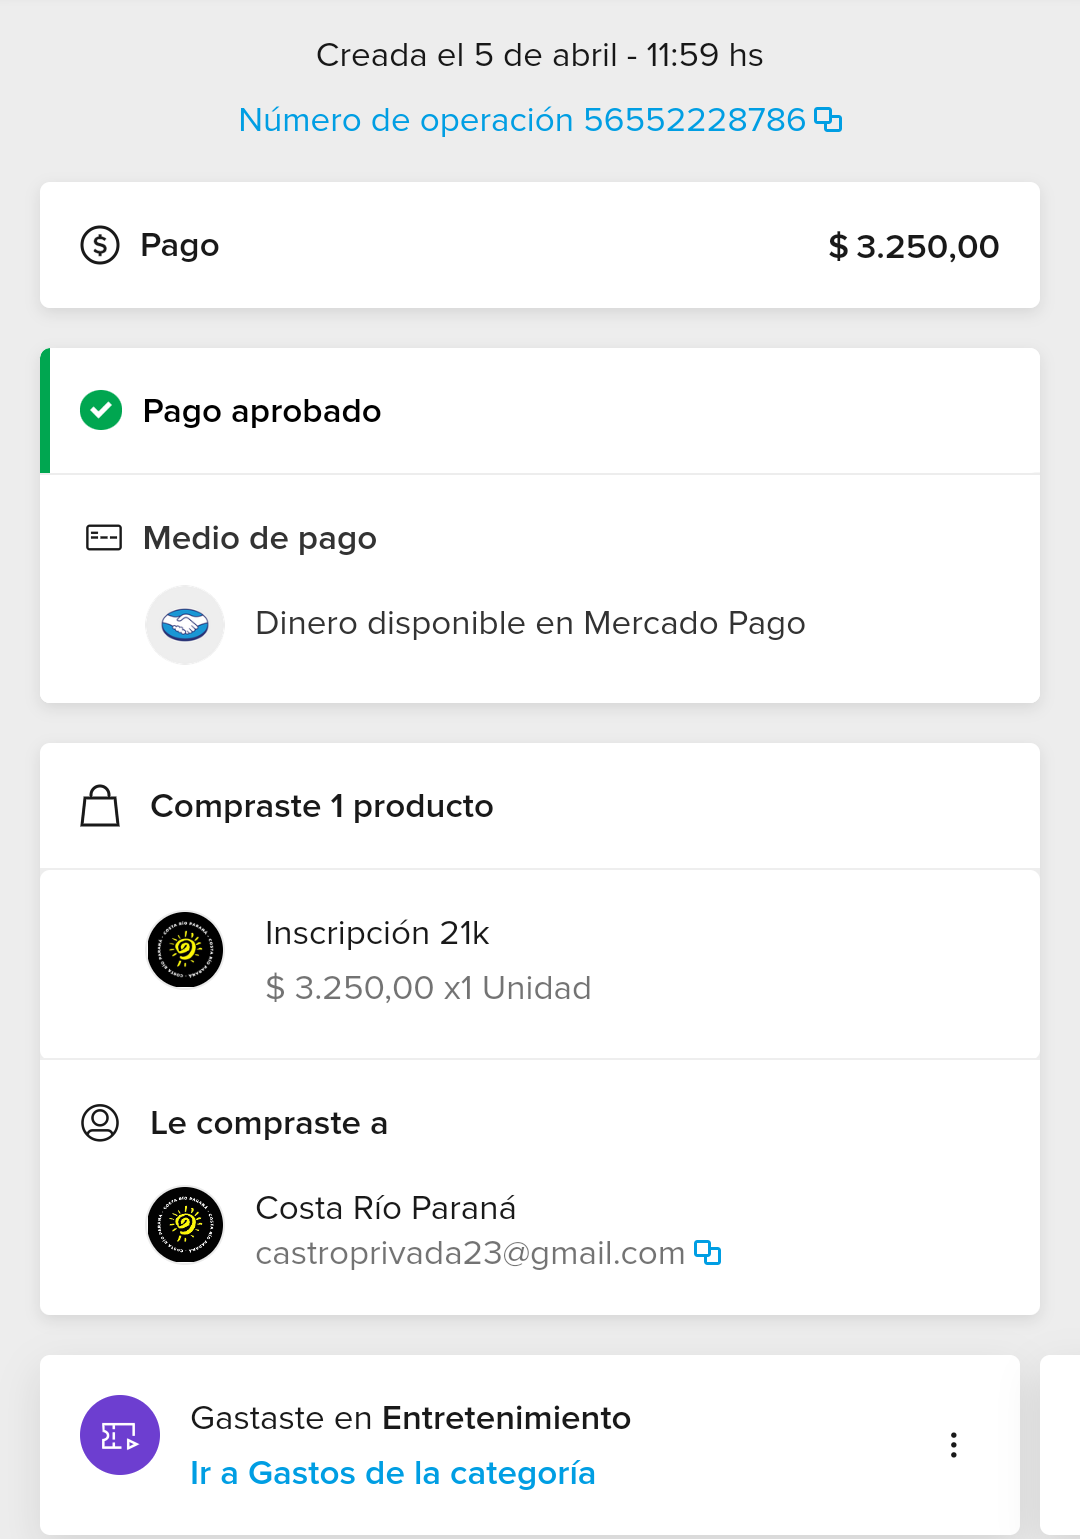 Creada el 5 de abril - 11:59 hs
Número de operación 56552228786
Pago
$ 3.250,00
Pago aprobado
Medio de pago
Dinero disponible en Mercado Pago
Compraste 1 producto
Inscripción 21k
$ 3.250,00 x1 Unidad
Le compraste a
Costa Río Paraná
castroprivada23@gmail.com
Gastaste en Entretenimiento
Ir a Gastos de la categoría